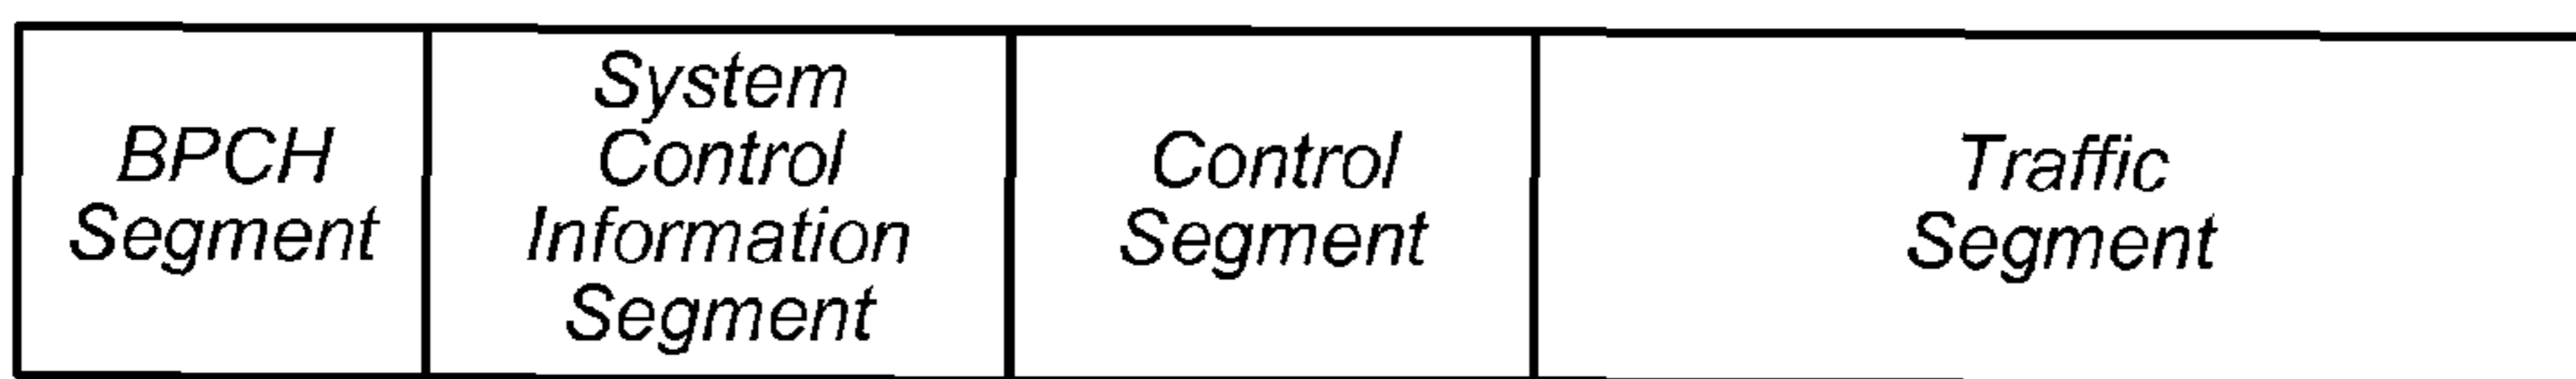 BPCH
Segment
System
Control
Information
Segment
Control
Segment
Traffic
Segment